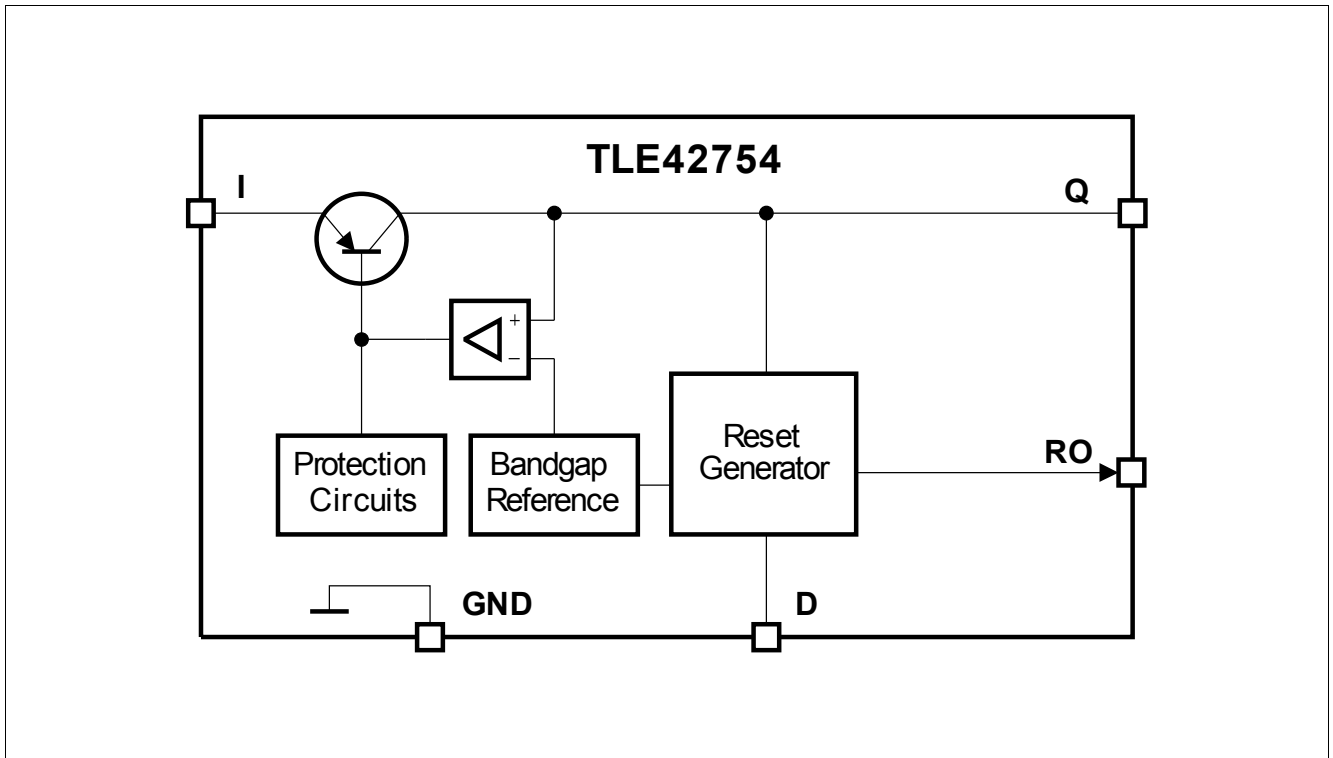 TLE42754
I
Q
+
–
Reset
Generator
RO
Protection
Circuits
Bandgap
Reference
GND
D